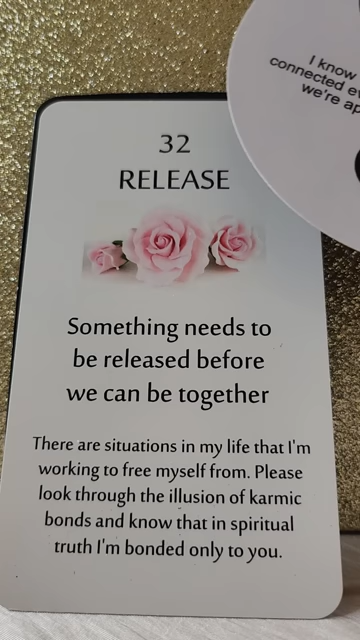 32
RELEASE
Something needs to
be released before
we can be together
There are situations in my life that I'm
working to free myself from. Please
look through the illusion of karmic
bonds and know that in spiritual
truth I'm bonded only to you.
I know
connected
we're